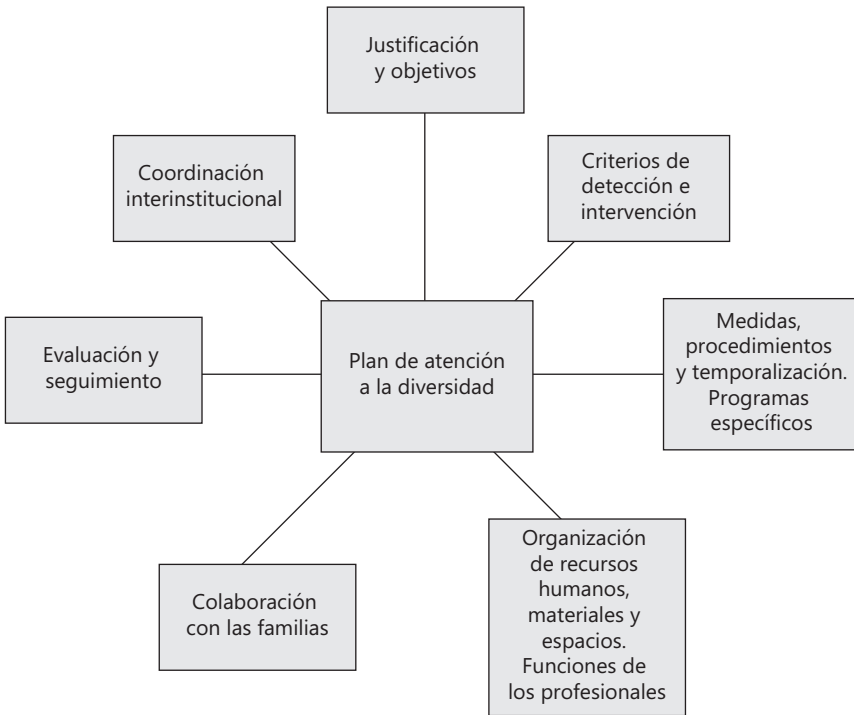 Justificación
y objetivos
Coordinación
interinstitucional
Criterios de
detección e
intervención
Plan de atención
a la diversidad
Medidas,
procedimientos
y temporalización.
Programas
específicos
Evaluación y
seguimiento
Organización
de recursos
humanos,
materiales y
espacios.
Funciones de
los profesionales
Colaboración
con las familias